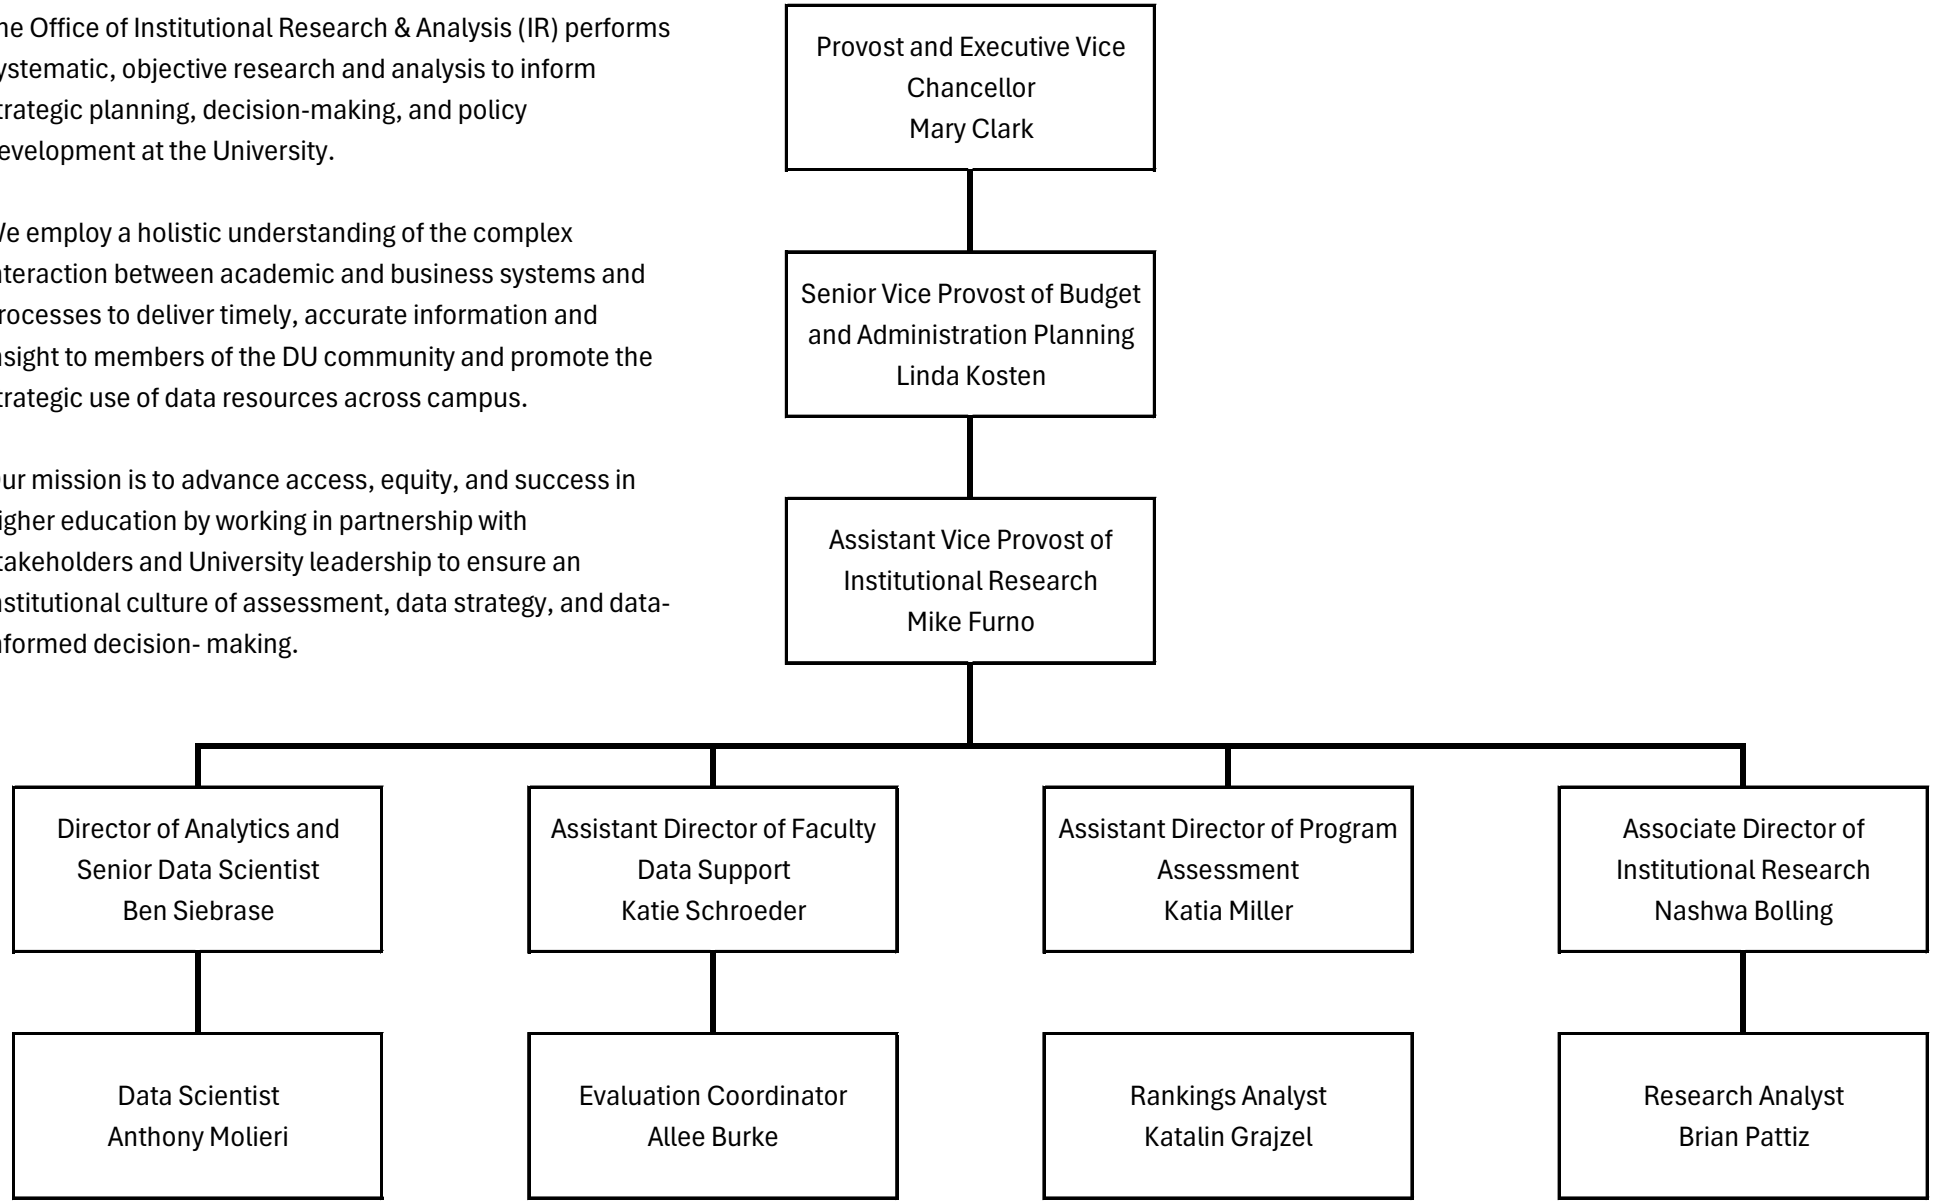 he Office of Institutional Research & Analysis (IR) performs
ystematic, objective research and analysis to inform
trategic planning, decision-making, and policy
evelopment at the University.
e employ a holistic understanding of the complex
nteraction between academic and business systems and
rocesses to deliver timely, accurate information and
nsight to members of the DU community and promote the
trategic use of data resources across campus.
ur mission is to advance access, equity, and success in
igher education by working in partnership with
takeholders and University leadership to ensure an
nstitutional culture of assessment, data strategy, and data-
nformed decision- making.
Provost and Executive Vice
Chancellor
Mary Clark
Senior Vice Provost of Budget
and Administration Planning
Linda Kosten
Assistant Vice Provost of
Institutional Research
Mike Furno
Director of Analytics and
Senior Data Scientist
Ben Siebrase
Assistant Director of Faculty
Data Support
Katie Schroeder
Assistant Director of Program
Assessment
Katia Miller
Associate Director of
Institutional Research
Nashwa Bolling
Data Scientist
Anthony Molieri
Evaluation Coordinator
Allee Burke
Rankings Analyst
Katalin Grajzel
Research Analyst
Brian Pattiz